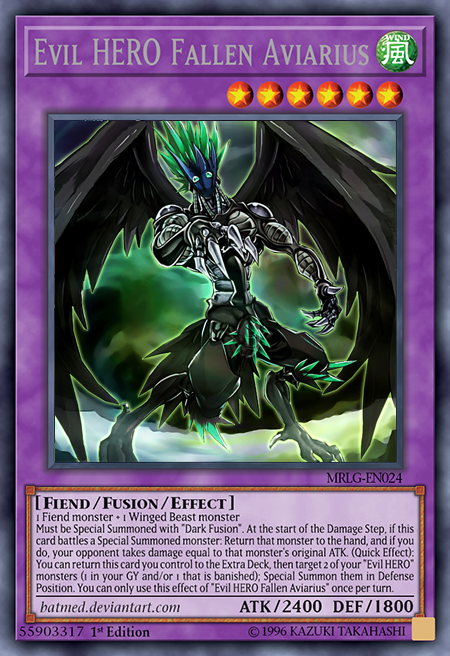 Evil HERO Fallen Aviarius
WIND
風
MRLG-EN024
[FIEND/FUSION/EFFECT]
1 Fiend monster + 1 Winged Beast monster
Must be Special Summoned with "Dark Fusion". At the start of the Damage Step, if this
card battles a Special Summoned monster: Return that monster to the hand, and if you
do, your opponent takes damage equal to that monster's original ATK. (Quick Effect):
You can return this card you control to the Extra Deck, then target 2 of your "Evil HERO"
monsters (1 in your GY and/or 1 that is banished); Special Summon them in Defense
Position. You can only use this effect of "Evil HERO Fallen Aviarius" once per turn.
batmed.deviantart.com ATK/2400 DEF/1800
55903317 1st Edition ©1996 KAZUKI TAKAHASHI